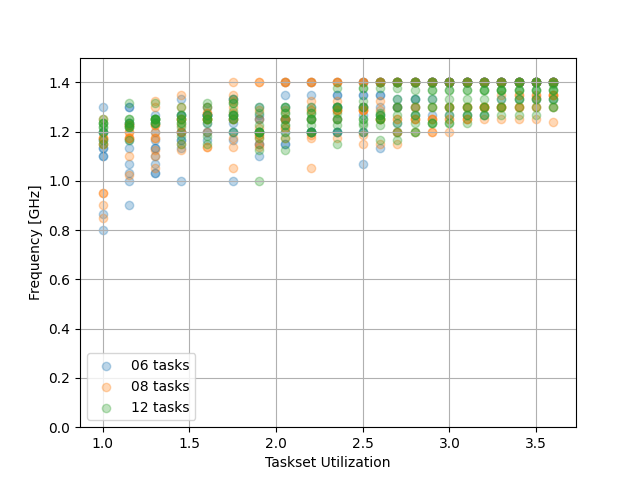 1.4
1.2
1.0
0.8
0.6
0.4
0.2
0.0
Frequency [GHz]
06 tasks
08 tasks
12 tasks
1.0 1.5 2.0 2.5 3.0 3.5
Taskset Utilization